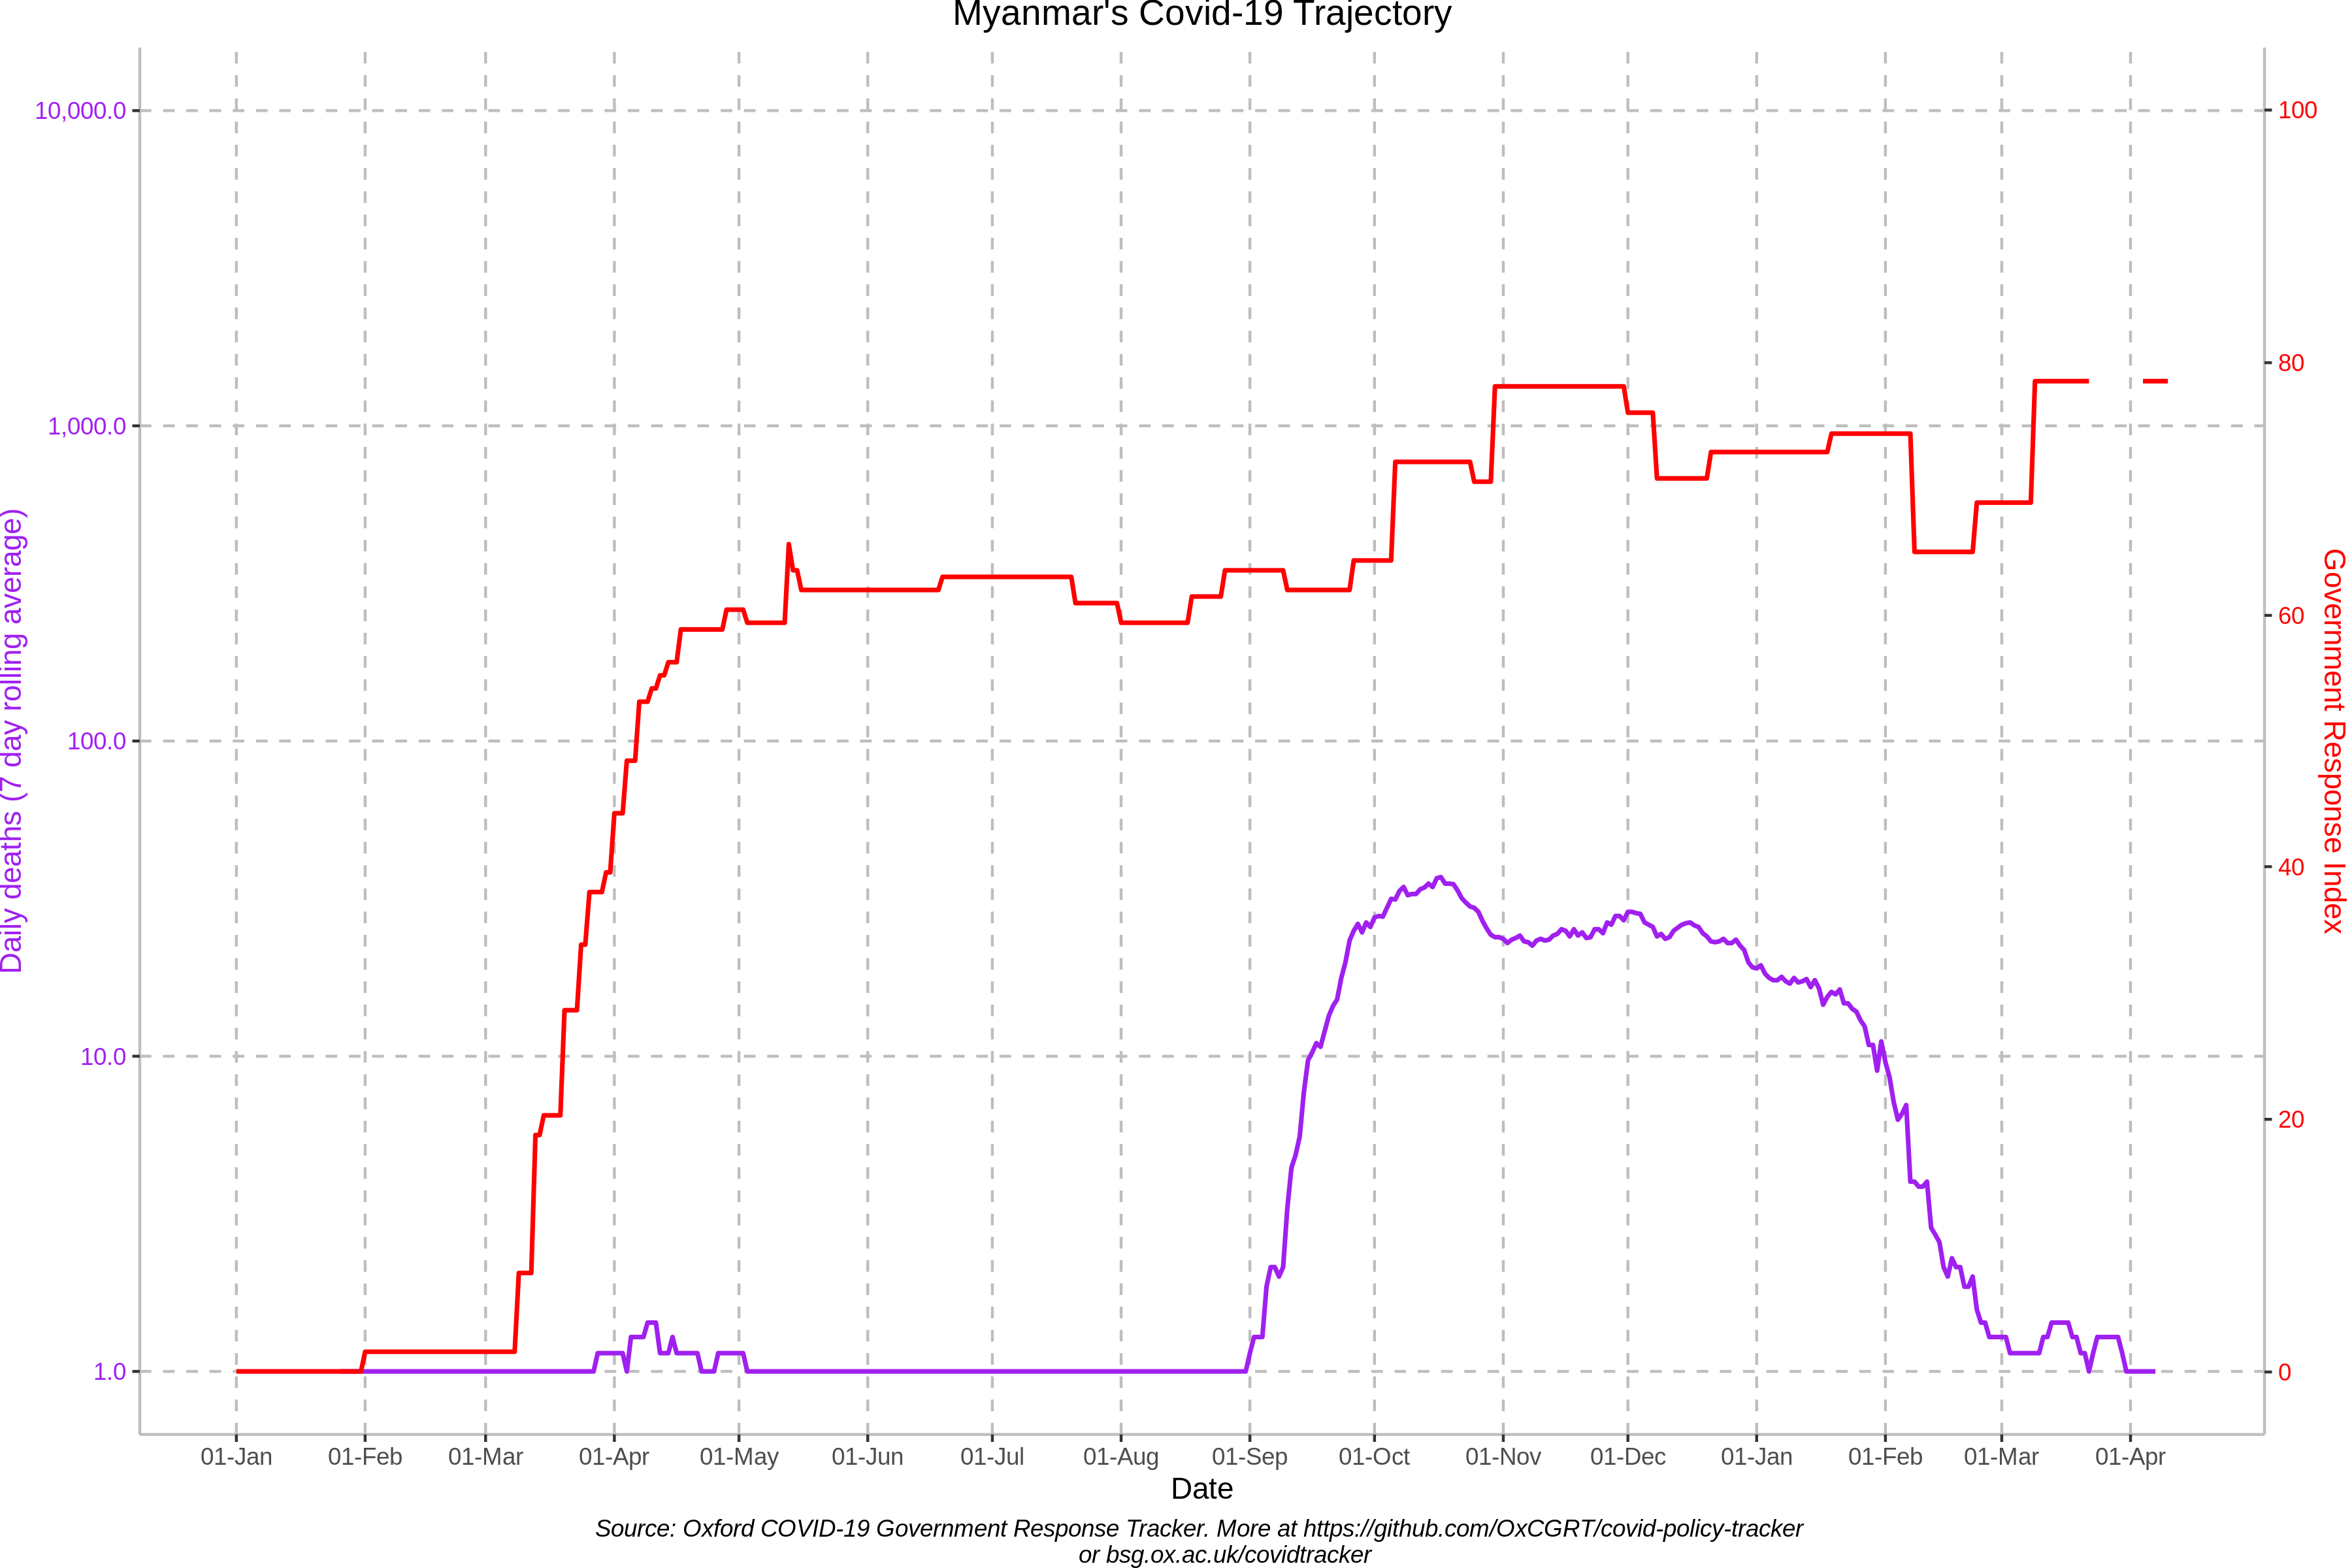 Myanmar's Covid-19 Trajectory
Daily deaths (7 day rolling average)
10,000.0
1,000.0
100.0
10.0
1.0
100
80
60
40
20
0
Government Response Index
01-Jan 01-Feb 01-Mar 01-Apr 01-May 01-Jun 01-Jul 01-Aug 01-Sep 01-Oct 01-Nov 01-Dec 01-Jan 01-Feb 01-Mar 01-Apr
Date
Source: Oxford COVID-19 Government Response Tracker. More at https://github.com/OxCGRT/covid-policy-tracker
or bsg.ox.ac.uk/covidtracker